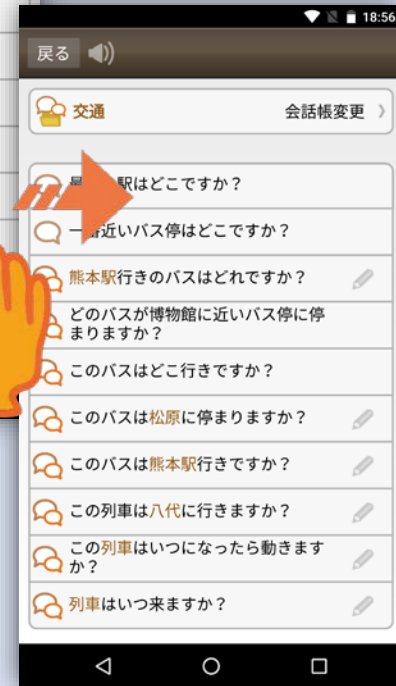 18:56
戻る
交通 会話帳変更
駅はどこですか？
一番近いバス停はどこですか？
熊本駅行きのバスはどれですか？
どのバスが博物館に近いバス停に停
まりますか？
このバスはどこ行きですか？
このバスは松原に停まりますか？
このバスは熊本駅行きですか？
この列車は八代に行きますか？
この列車はいつになったら動きます
か？
列車はいつ来ますか？